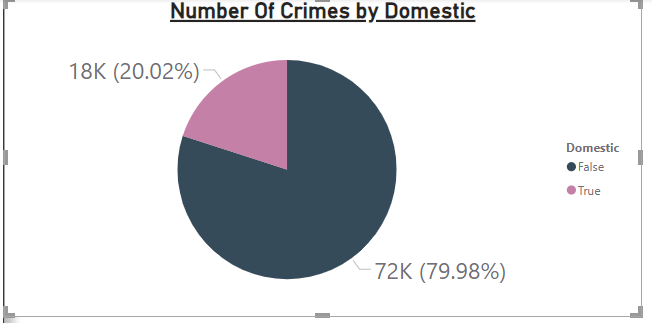 Number Of Crimes by Domestic
18K (20.02%)
Domestic
False
True
72K (79.98%)